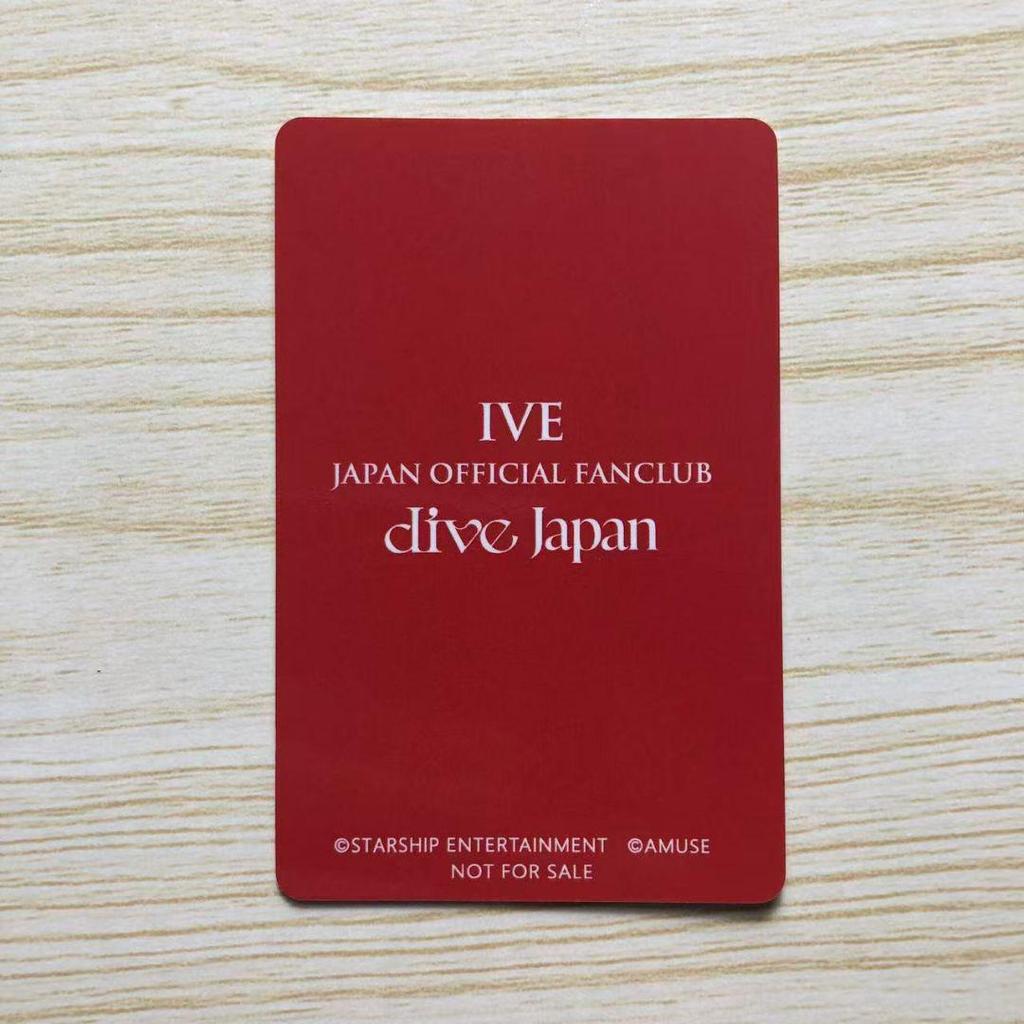 IVE
JAPAN OFFICIAL FANCLUB
dive Japan
©STARSHIP ENTERTAINMENT ©AMUSE
NOT FOR SALE